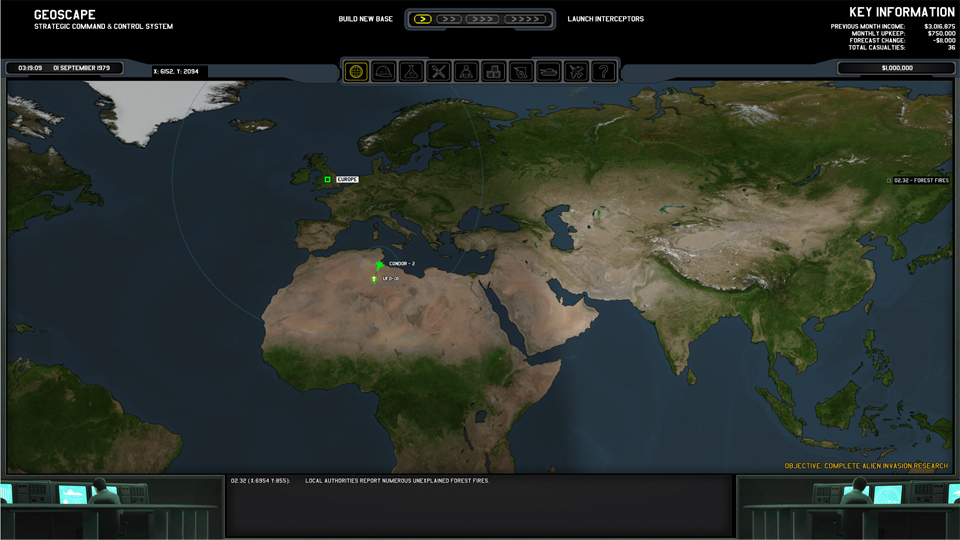 GEOSCAPE
STRATEGIC COMMAND & CONTROL SYSTEM
BUILD NEW BASE
> >> >>> >>>>
LAUNCH INTERCEPTORS
KEY INFORMATION
PREVIOUS MONTH INCOME: $3,016,875
MONTHLY UPKEEP: $750,000
FORECAST CHANGE: -$11,000
TOTAL CASUALTIES: 36
03:19:09 01 SEPTEMBER 1979
X: 6152, Y: 2094
?
$1,000,000
EUROPE
02.32 - FOREST FIRES
CONDOR - 2
OBJECTIVE: COMPLETE ALIEN INVASION RESEARCH
02.32 (X:6954 Y:855): LOCAL AUTHORITIES REPORT NUMEROUS UNEXPLAINED FOREST FIRES.